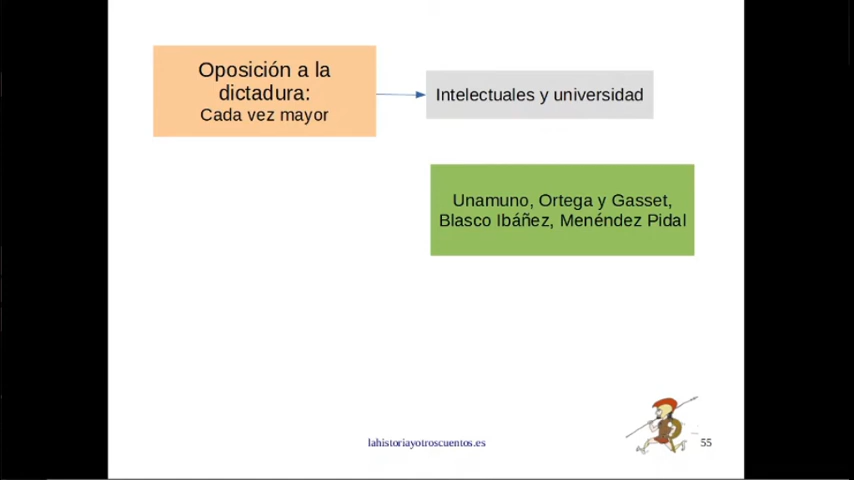 Oposición a la
dictadura:
Cada vez mayor
Intelectuales y universidad
Unamuno, Ortega y Gasset,
Blasco Ibáñez, Menéndez Pidal
lahistoriayotroscuentos.es
55